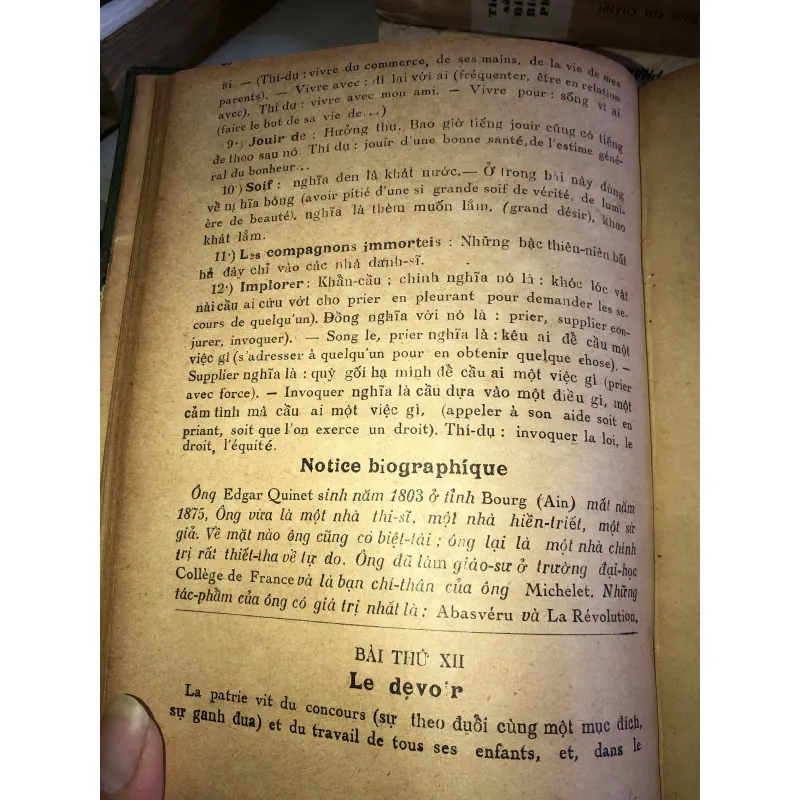 ai. — (Thí-dụ : vivre du commerce, de ses mains, de la vie de mes
parents). — Vivre avec : đi lại với ai (fréquenter, être en relation
avec). Thí dụ : vivre avec mon ami. — Vivre pour : sống vì ai
(faire le but de sa vie de...)
9·) Jouir de : Hưởng thụ. Bao giờ tiếng jouir cũng có tiếng
de theo sau nó. Thí dụ : jouir d'une bonne santé, de l'estime géné-
ral du bonheur...
10·) Soif : nghĩa đen là khát nước. — Ở trong bài này dùng
về nghĩa bóng (avoir pitié d'une si grande soif de vérité, de lumi-
ère de beauté). nghĩa là thèm muốn lắm, (grand désir), khao
khát lắm.
11·) Les compagnons immortels : Những bậc thiên-niên bất
hả đây chỉ vào các nhà danh-sĩ.
12·) Implorer : Khẩn-cầu ; chính nghĩa nó là : khóc lóc vật
nài cầu ai cứu vớt cho prier en pleurant pour demander les se-
cours de quelqu'un). Đồng nghĩa với nó là : prier, supplier con-
jurer, invoquer). — Song le, prier nghĩa là : kêu ai để cầu một
việc gì (s'adresser à quelqu'un pour en obtenir quelque chose). —
Supplier nghĩa là : quỳ gối hạ mình để cầu ai một việc gì (prier
avec force). — Invoquer nghĩa là cầu dựa vào một điều gì, một
cảm tình mà cầu ai một việc gì, (appeler à son aide soit en
priant, soit que l'on exerce un droit). Thí-dụ : invoquer la loi, le
droit, l'équité.
Notice biographique
Ông Edgar Quinet sinh năm 1803 ở tỉnh Bourg (Ain) mất năm
1875, Ông vừa là một nhà thi-sĩ, một nhà hiền-triết, một sử
giả. Về mặt nào ông cũng có biệt-tài ; ông lại là một nhà chính
trị rất thiết-tha về tự do. Ông đã làm giáo-sư ở trường đại-học
Collège de France và là bạn chí-thân của ông Michelet. Những
tác-phẩm của ông có giá trị nhất là : Abasvéru và La Révolution.
BÀI THỨ XII
Le devoir
La patrie vit du concours (sự theo đuổi cùng một mục đích,
sự ganh đua) et du travail de tous ses enfants, et, dans le